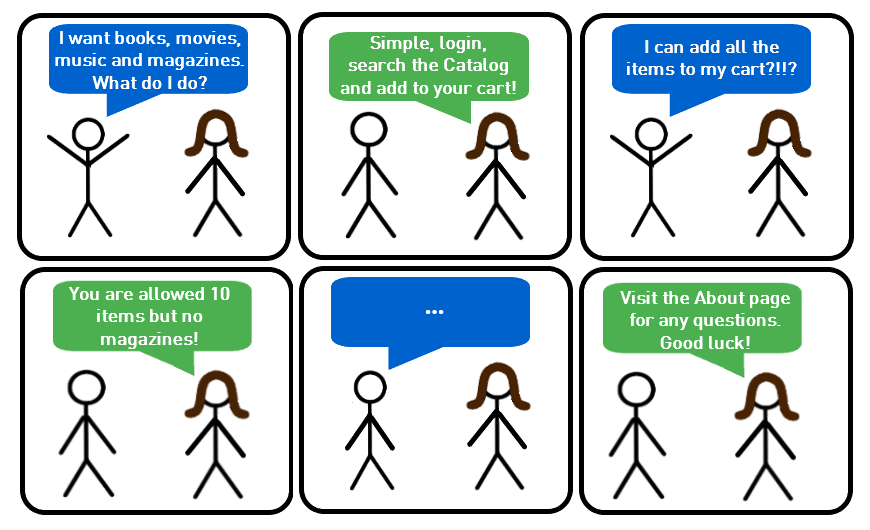 I want books, movies,
music and magazines.
What do I do?
Simple, login,
search the Catalog
and add to your cart!
I can add all the
items to my cart?!!?
You are allowed 10
items but no
magazines!
...
Visit the About page
for any questions.
Good luck!